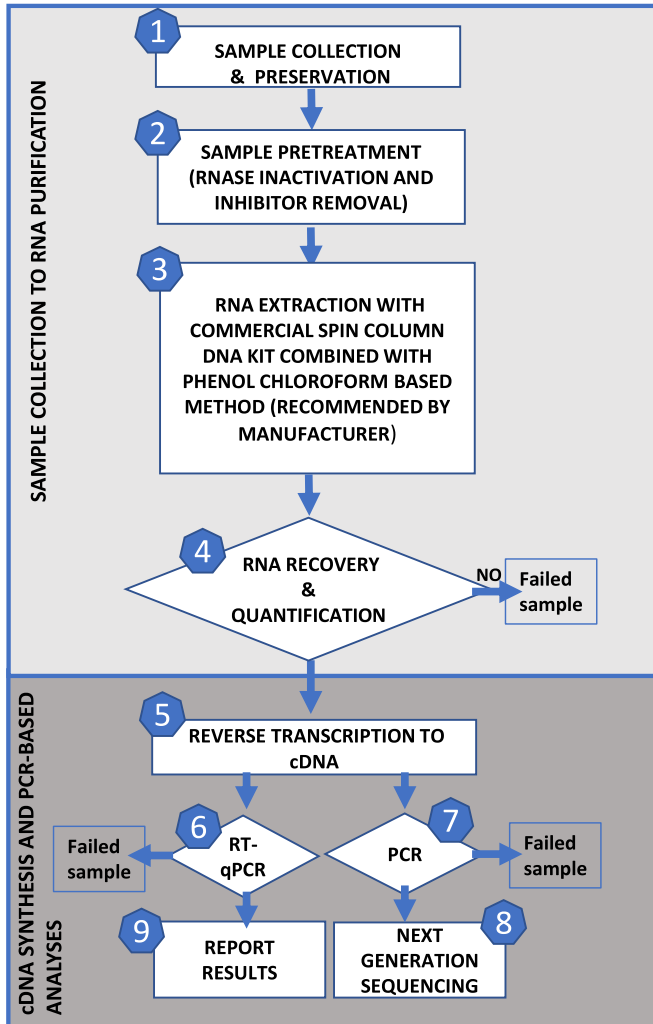 SAMPLE COLLECTION TO RNA PURIFICATION
1
SAMPLE COLLECTION
& PRESERVATION
2
SAMPLE PRETREATMENT
(RNASE INACTIVATION AND
INHIBITOR REMOVAL)
3
RNA EXTRACTION WITH
COMMERCIAL SPIN COLUMN
DNA KIT COMBINED WITH
PHENOL CHLOROFORM BASED
METHOD (RECOMMENDED BY
MANUFACTURER)
4
RNA RECOVERY
&
QUANTIFICATION
NO
Failed
sample
cDNA SYNTHESIS AND PCR-BASED
ANALYSES
5
REVERSE TRANSCRIPTION TO
cDNA
6
RT-
qPCR
Failed
sample
7
PCR
Failed
sample
9
REPORT
RESULTS
8
NEXT
GENERATION
SEQUENCING